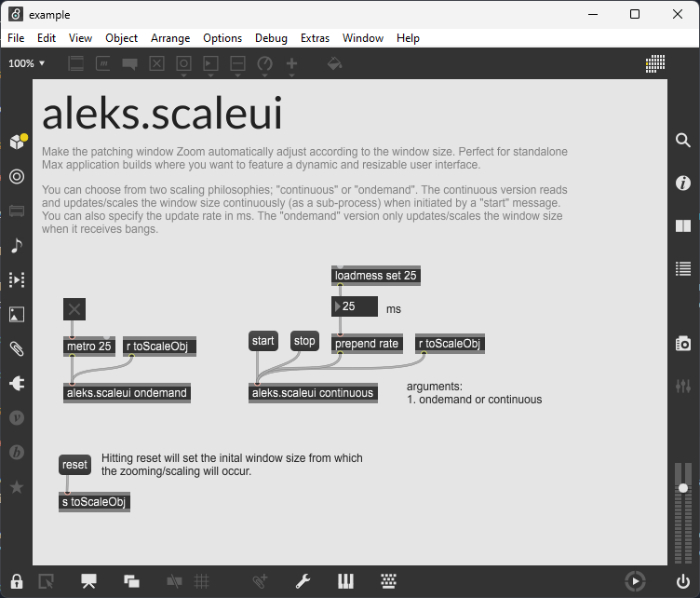 example
File Edit View Object Arrange Options Debug Extras Window Help
100%
aleks.scaleui
Make the patching window Zoom automatically adjust according to the window size. Perfect for standalone
Max application builds where you want to feature a dynamic and resizable user interface.
You can choose from two scaling philosophies; "continuous" or "ondemand". The continuous version reads
and updates/scales the window size continuously (as a sub-process) when initiated by a "start" message.
You can also specify the update rate in ms. The "ondemand" version only updates/scales the window size
when it receives bangs.
loadmess set 25
25 ms
start stop prepend rate r toScaleObj
metro 25 r toScaleObj
aleks.scaleui ondemand
aleks.scaleui continuous
arguments:
1. ondemand or continuous
reset
Hitting reset will set the inital window size from which
the zooming/scaling will occur.
s toScaleObj